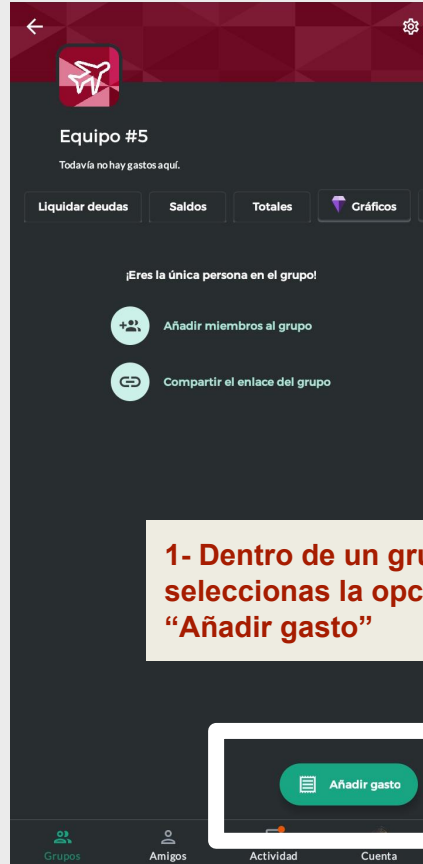 Equipo #5
Todavía no hay gastos aquí.
Liquidar deudas Saldos Totales Gráficos
¡Eres la única persona en el grupo!
Añadir miembros al grupo
Compartir el enlace del grupo
1- Dentro de un
seleccionas la
“Añadir gasto”
Añadir gasto
Grupos Amigos Actividad Cuenta